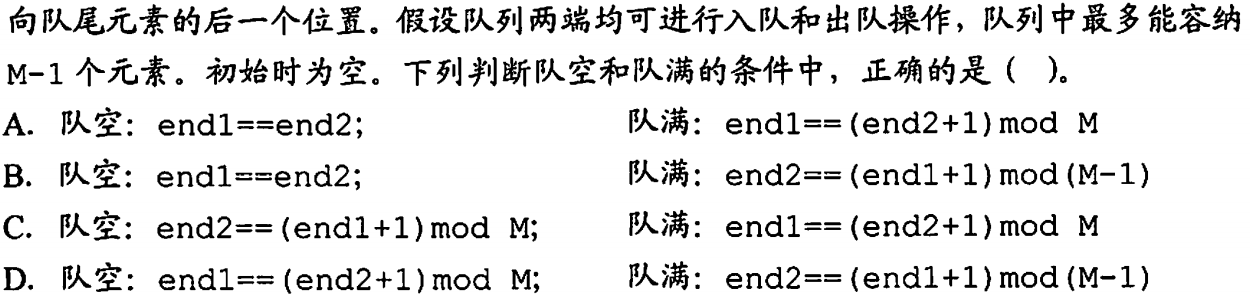 向队尾元素的后一个位置。假设队列两端均可进行入队和出队操作，队列中最多能容纳
M-1个元素。初始时为空。下列判断队空和队满的条件中，正确的是（ ）。
A. 队空：end1==end2; 队满：end1==(end2+1)mod M
B. 队空：end1==end2; 队满：end2==(end1+1)mod(M-1)
C. 队空：end2==(end1+1)mod M; 队满：end1==(end2+1)mod M
D. 队空：end1==(end2+1)mod M; 队满：end2==(end1+1)mod(M-1)